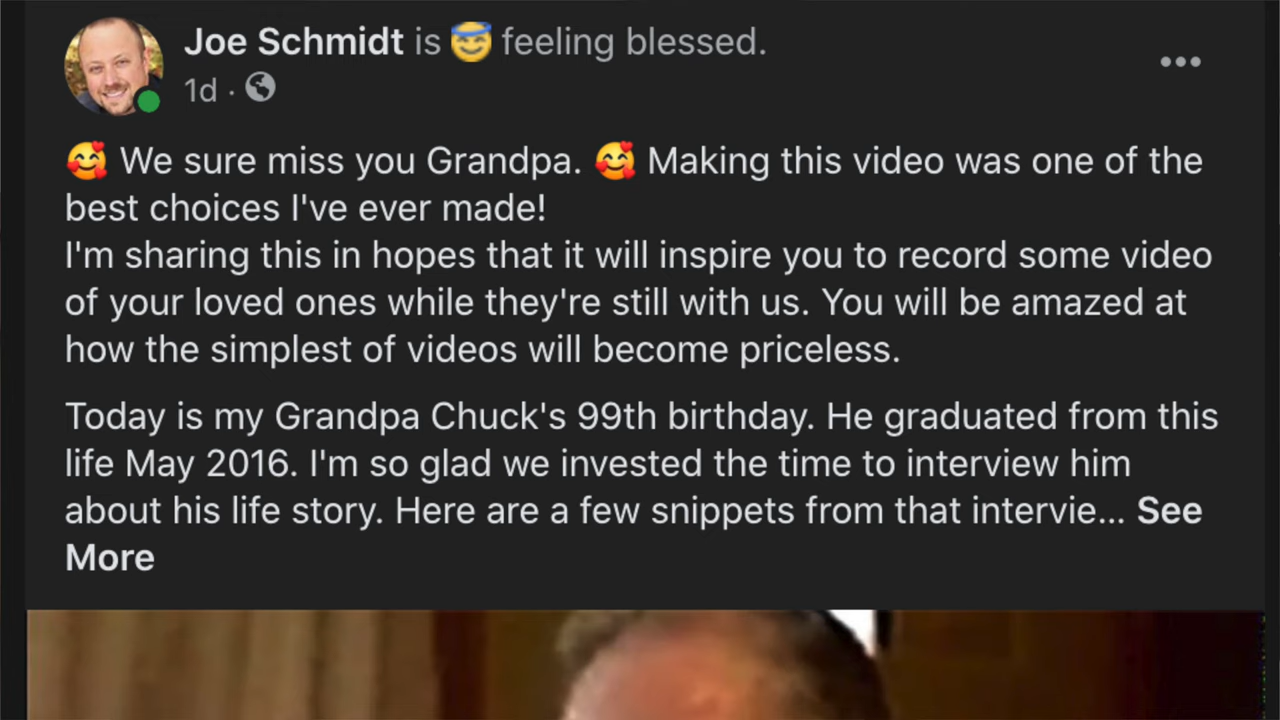 Joe Schmidt is 😇 feeling blessed.
1d ·
🥰 We sure miss you Grandpa. 🥰 Making this video was one of the
best choices I've ever made!
I'm sharing this in hopes that it will inspire you to record some video
of your loved ones while they're still with us. You will be amazed at
how the simplest of videos will become priceless.
Today is my Grandpa Chuck's 99th birthday. He graduated from this
life May 2016. I'm so glad we invested the time to interview him
about his life story. Here are a few snippets from that intervie... See
More